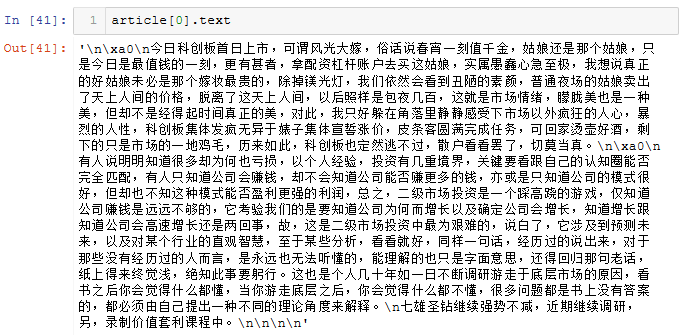 In [41]: 1 article[0].text
Out[41]: '\n\xa0\n今日科创板首日上市，可谓风光大嫁，俗话说春宵一刻值千金，姑娘还是那个姑娘，只
是今日是最值钱的一刻，更有甚者，拿配资杠杆账户去买这姑娘，实属愚蠢心急至极，我想说真正
的好姑娘未必是那个嫁妆最贵的，除掉镁光灯，我们依然会看到丑陋的素颜，普通夜场的姑娘卖出
了天上人间的价格，脱离了这天上人间，以后照样是包夜几百，这就是市场情绪，朦胧美也是一种
美，但却不是经得起时间真正的美，对此，我只好躲在角落里静静感受下市场以外疯狂的人心，暴
烈的人性，科创板集体发疯无异于婊子集体宣誓涨价，皮条客圆满完成任务，可回家烫壶好酒，剩
下的只是市场的一地鸡毛，历来如此，科创板也定然逃不过，散户看看罢了，切莫当真。\n\xa0\n
有人说明明知道很多却为何也亏损，以个人经验，投资有几重境界，关键要看跟自己的认知圈能否
完全匹配，有人只知道公司会赚钱，却不会知道公司能否赚更多的钱，亦或是只知道公司的模式很
好，但却也不知这种模式能否盈利更强的利润，总之，二级市场投资是一个踩高跷的游戏，仅知道
公司赚钱是远远不够的，它考验我们的是要知道公司为何而增长以及确定公司会增长，知道增长跟
知道公司会高速增长还是两回事，故，这是二级市场投资中最为艰难的，说白了，它涉及到预测未
来，以及对某个行业的直观智慧，至于某些分析，看看就好，同样一句话，经历过的说出来，对于
那些没有经历过的人而言，是永远也无法听懂的，能理解的也只是字面意思，还得回归那句老话，
纸上得来终觉浅，绝知此事要躬行。这也是个人几十年如一日不断调研游走于底层市场的原因，看
书之后你会觉得什么都懂，当你游走底层之后，你会觉得什么都不懂，很多问题都是书上没有答案
的，都必须由自己提出一种不同的理论角度来解释。\n七雄圣钻继续强势不减，近期继续调研，
另，录制价值套利课程中。\n\n\n\n'